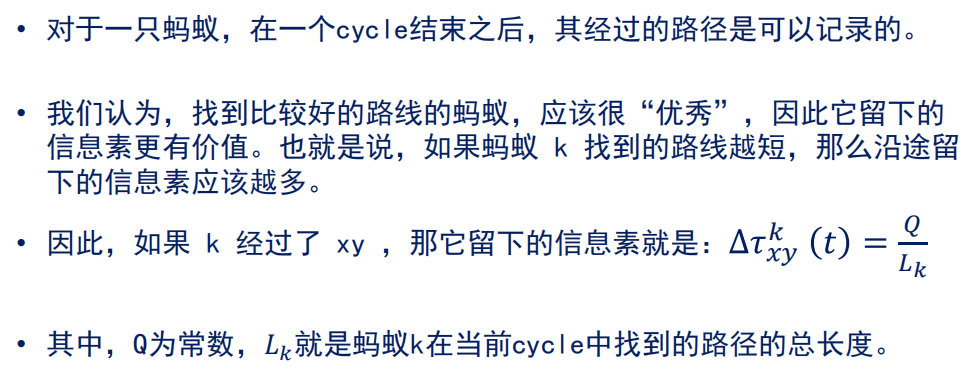 • 对于一只蚂蚁，在一个cycle结束之后，其经过的路径是可以记录的。
• 我们认为，找到比较好的路线的蚂蚁，应该很“优秀”，因此它留下的
信息素更有价值。也就是说，如果蚂蚁 k 找到的路线越短，那么沿途留
下的信息素应该越多。
• 因此，如果 k 经过了 xy ，那它留下的信息素就是：$\Delta\tau_{xy}^{k}(t)=\frac{Q}{L_k}$
• 其中，Q为常数，$L_k$就是蚂蚁k在当前cycle中找到的路径的总长度。